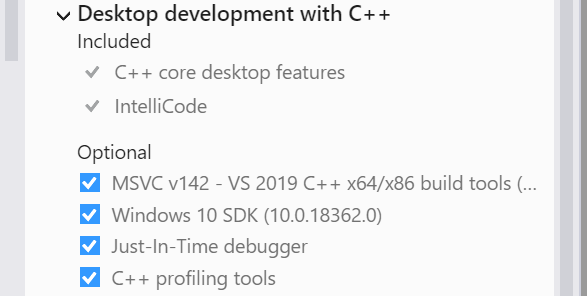 Desktop development with C++
Included
C++ core desktop features
IntelliCode
Optional
MSVC v142 - VS 2019 C++ x64/x86 build tools (...
Windows 10 SDK (10.0.18362.0)
Just-In-Time debugger
C++ profiling tools